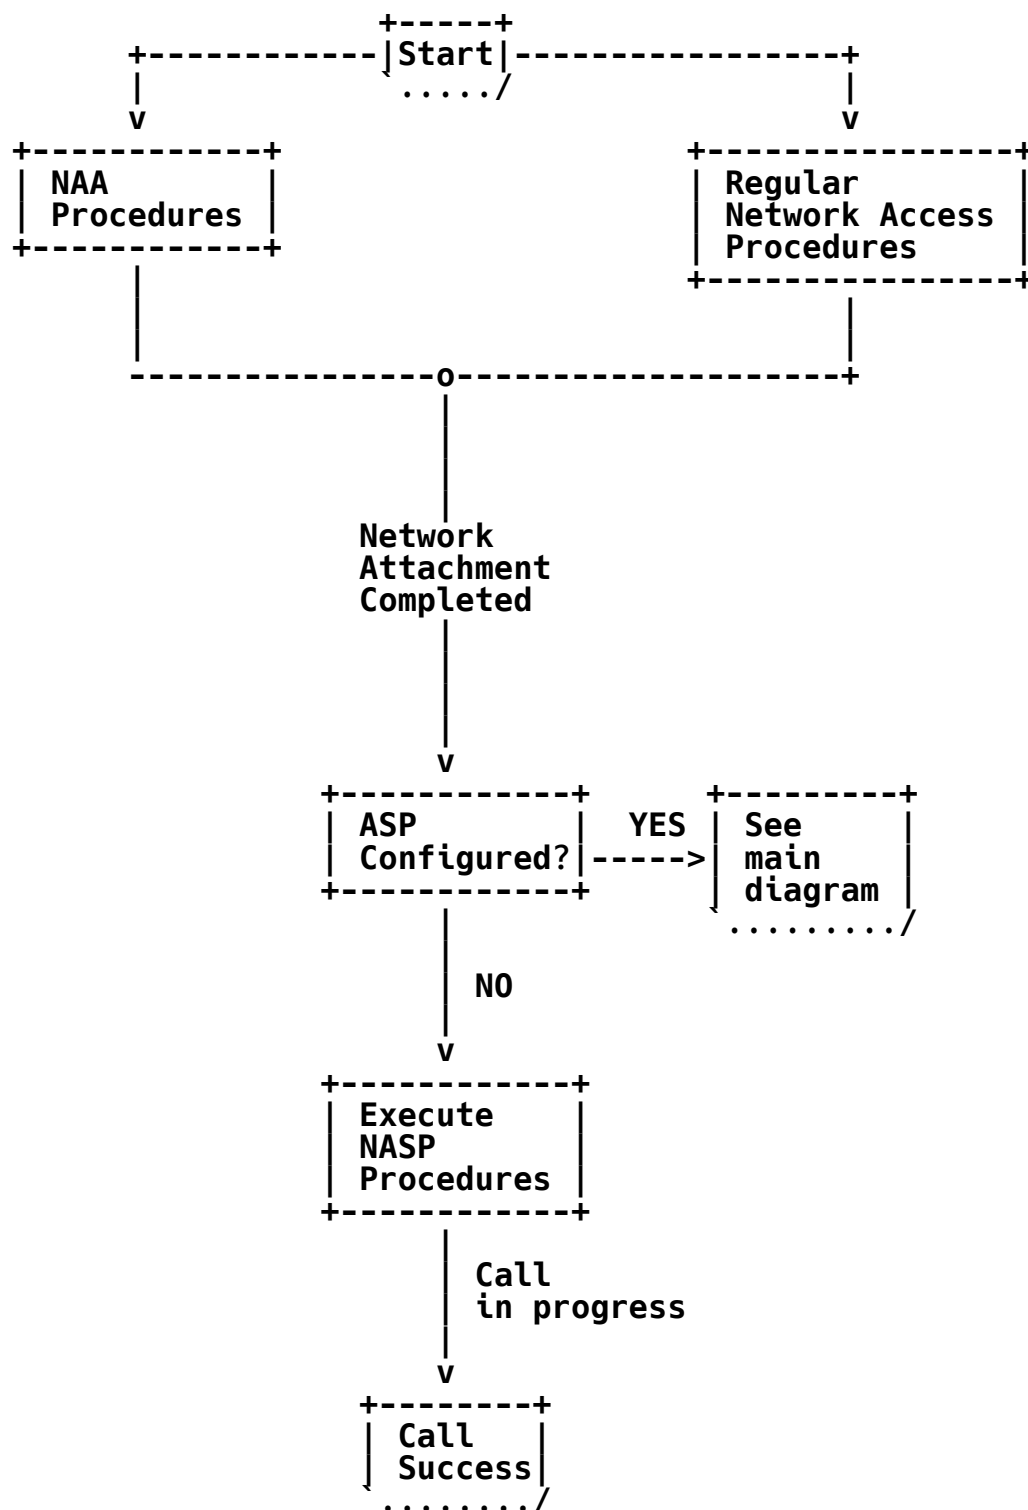 Start
NAA
Procedures
Regular
Network Access
Procedures
Network
Attachment
Completed
ASP
Configured?
YES
See
main
diagram
NO
Execute
NASP
Procedures
Call
in progress
Call
Success